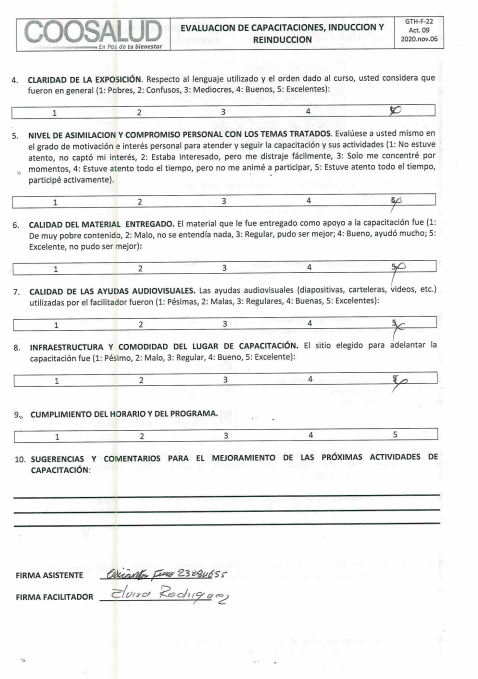 COOSALUD
En Pos de tu bienestar
EVALUACION DE CAPACITACIONES, INDUCCION Y
REINDUCCION
GTH-F-22
Act. 09
2020.nov.06
4. CLARIDAD DE LA EXPOSICIÓN. Respecto al lenguaje utilizado y el orden dado al curso, usted considera que
fueron en general (1: Pobres, 2: Confusos, 3: Mediocres, 4: Buenos, 5: Excelentes):
1 2 3 4 5
5. NIVEL DE ASIMILACIÓN Y COMPROMISO PERSONAL CON LOS TEMAS TRATADOS. Evalúese a usted mismo en
el grado de motivación e interés personal para atender y seguir la capacitación y sus actividades (1: No estuve
atento, no captó mi interés, 2: Estaba interesado, pero me distraje fácilmente, 3: Solo me concentré por
momentos, 4: Estuve atento todo el tiempo, pero no me animé a participar, 5: Estuve atento todo el tiempo,
participé activamente).
1 2 3 4 5
6. CALIDAD DEL MATERIAL ENTREGADO. El material que le fue entregado como apoyo a la capacitación fue (1:
De muy pobre contenido, 2: Malo, no se entendía nada, 3: Regular, pudo ser mejor; 4: Bueno, ayudó mucho; 5:
Excelente, no pudo ser mejor):
1 2 3 4 5
7. CALIDAD DE LAS AYUDAS AUDIOVISUALES. Las ayudas audiovisuales (diapositivas, carteleras, videos, etc.)
utilizadas por el facilitador fueron (1: Pésimas, 2: Malas, 3: Regulares, 4: Buenas, 5: Excelentes):
1 2 3 4 5
8. INFRAESTRUCTURA Y COMODIDAD DEL LUGAR DE CAPACITACIÓN. El sitio elegido para adelantar la
capacitación fue (1: Pésimo, 2: Malo, 3: Regular, 4: Bueno, 5: Excelente):
1 2 3 4 5
9. CUMPLIMIENTO DEL HORARIO Y DEL PROGRAMA.
1 2 3 4 5
10. SUGERENCIAS Y COMENTARIOS PARA EL MEJORAMIENTO DE LAS PRÓXIMAS ACTIVIDADES DE
CAPACITACIÓN:
FIRMA ASISTENTE
FIRMA FACILITADOR Elvira Rodriguez